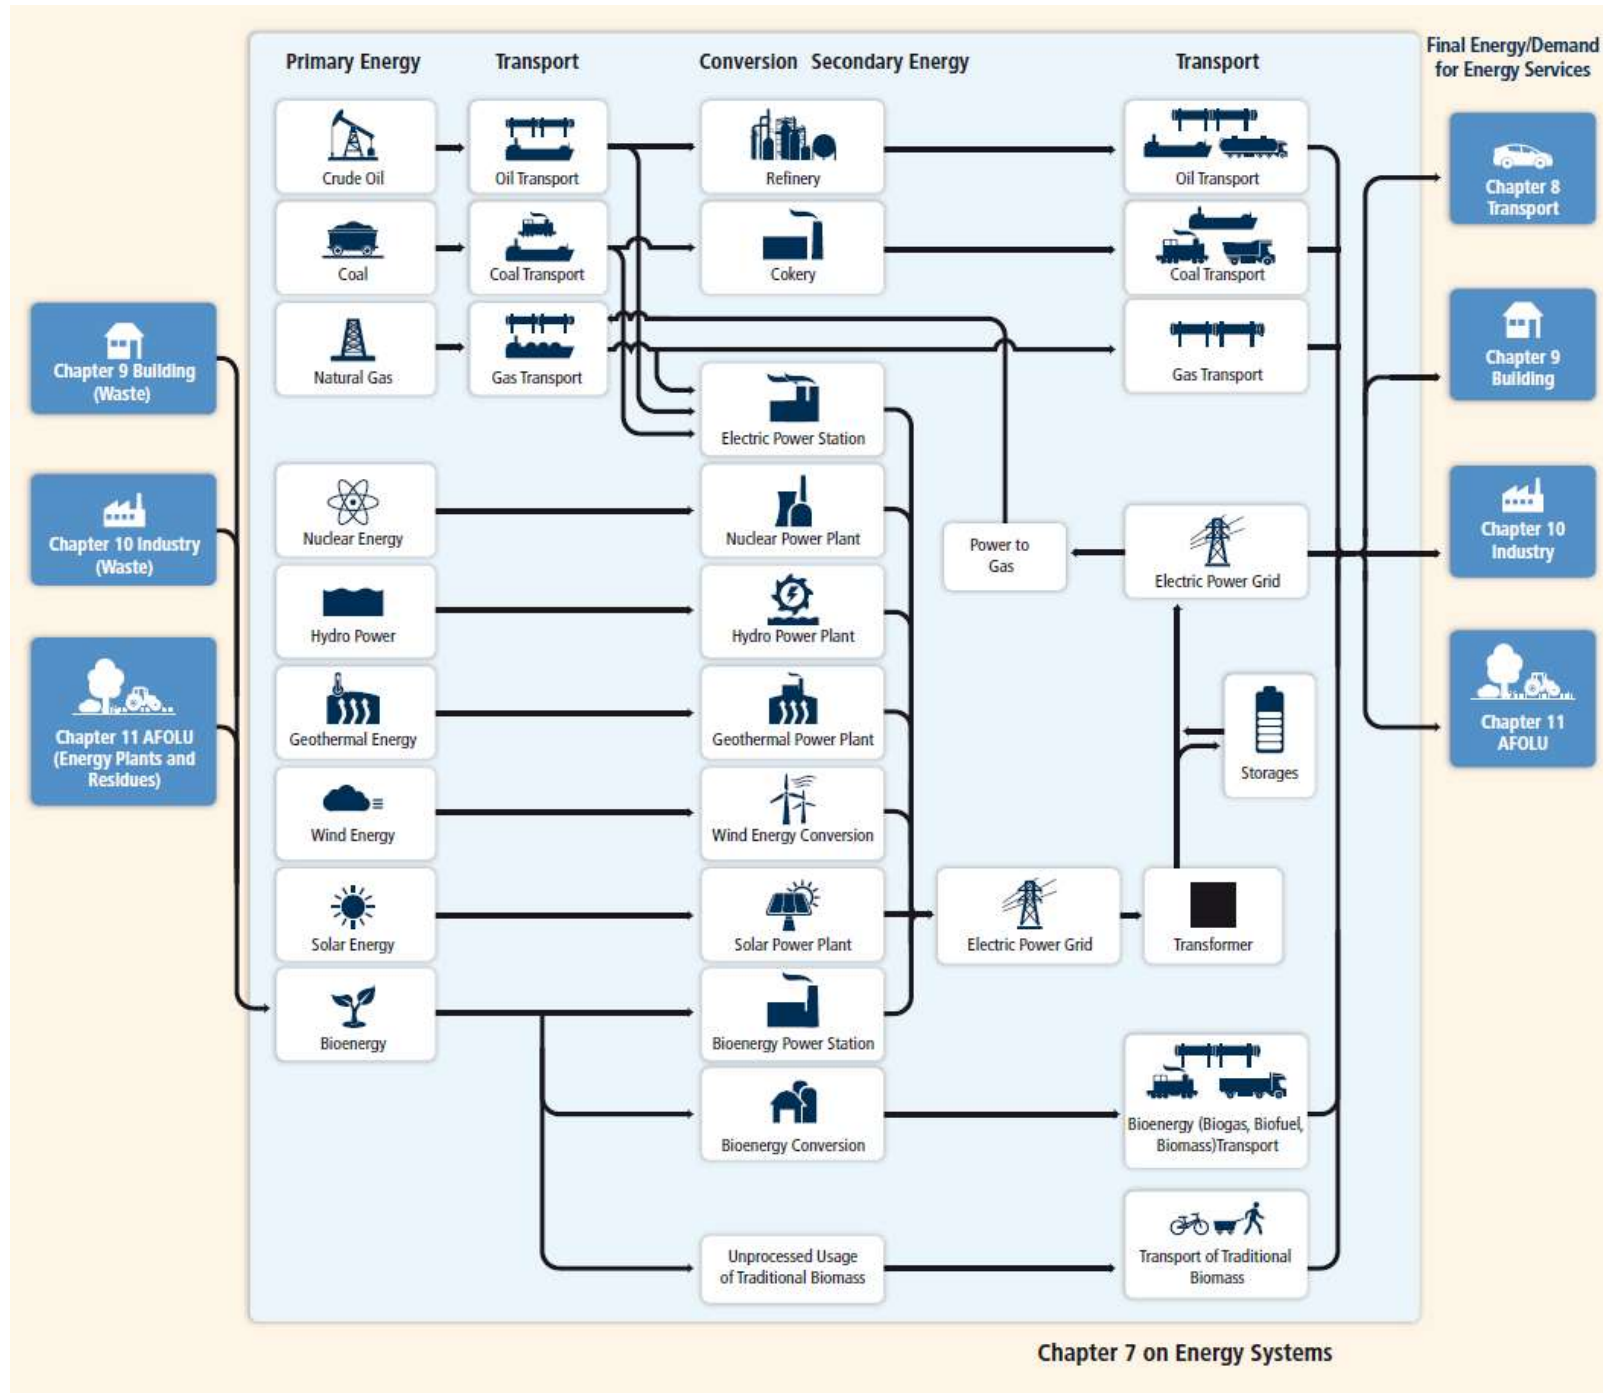 Primary Energy
Transport
Conversion
Secondary Energy
Transport
Final Energy/Demand
for Energy Services
Crude Oil
Oil Transport
Refinery
Oil Transport
Chapter 8
Transport
Coal
Coal Transport
Cokery
Coal Transport
Chapter 9 Building
(Waste)
Natural Gas
Gas Transport
Gas Transport
Chapter 9
Building
Electric Power Station
Chapter 10 Industry
(Waste)
Nuclear Energy
Nuclear Power Plant
Power to
Gas
Electric Power Grid
Chapter 10
Industry
Hydro Power
Hydro Power Plant
Chapter 11 AFOLU
(Energy Plants and
Residues)
Geothermal Energy
Geothermal Power Plant
Storages
Chapter 11
AFOLU
Wind Energy
Wind Energy Conversion
Solar Energy
Solar Power Plant
Electric Power Grid
Transformer
Bioenergy
Bioenergy Power Station
Bioenergy Conversion
Bioenergy (Biogas, Biofuel,
Biomass)Transport
Unprocessed Usage
of Traditional Biomass
Transport of Traditional
Biomass
Chapter 7 on Energy Systems